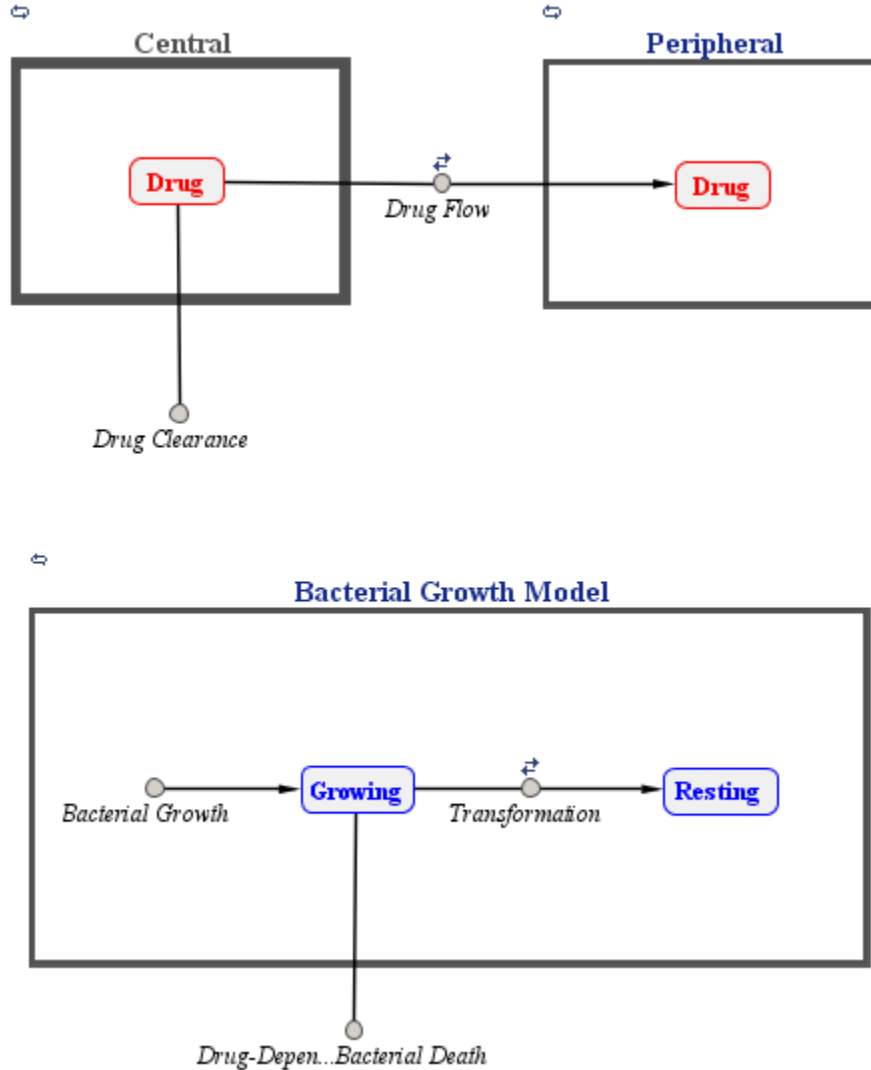 Central
Peripheral
Drug
Drug
Drug Flow
Drug Clearance
Bacterial Growth Model
Growing
Resting
Bacterial Growth
Transformation
Drug-Depen...Bacterial Death